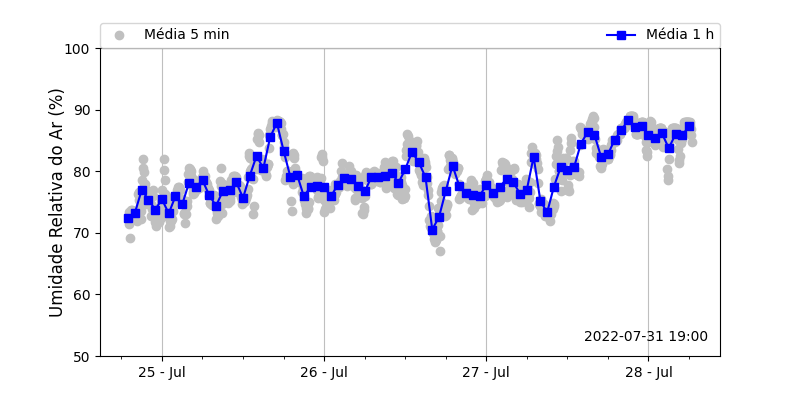 Média 5 min
Média 1 h
100
90
80
70
60
50
Umidade Relativa do Ar (%)
2022-07-31 19:00
25 - Jul
26 - Jul
27 - Jul
28 - Jul